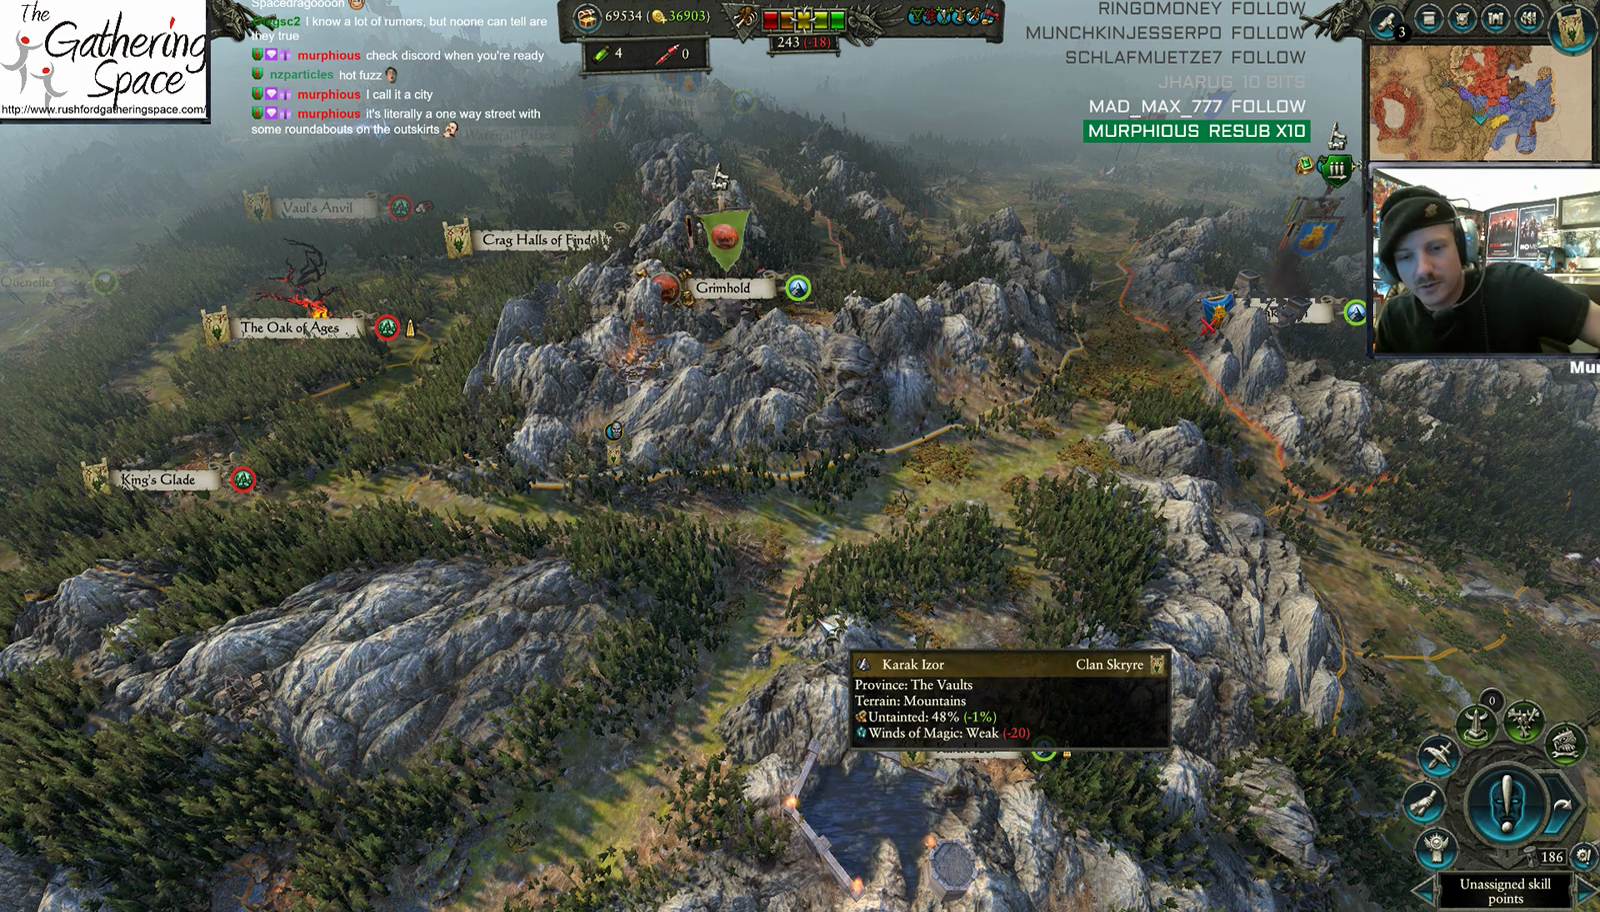 The
Gathering
Space
http://www.rushfordgatheringspace.com/
Spacedragoooon
I know a lot of rumors, but noone can tell are
they true
murphious check discord when you're ready
nzparticles hot fuzz
murphious I call it a city
murphious it's literally a one way street with
some roundabouts on the outskirts
69534 (36903)
4
0
243 (-18)
RINGOMONEY FOLLOW
MUNCHKINJESSERPO FOLLOW
SCHLAFMUETZE7 FOLLOW
JHARUG 10 BITS
MAD_MAX_777 FOLLOW
MURPHIOUS RESUB X10
3
Vaul's Anvil
Crag Halls of Findo
Quenelles
Grimhold
The Oak of Ages
King's Glade
Mur
Karak Izor
Clan Skryre
Province: The Vaults
Terrain: Mountains
Untainted: 48% (-1%)
Winds of Magic: Weak (-20)
0
186
Unassigned skill
points